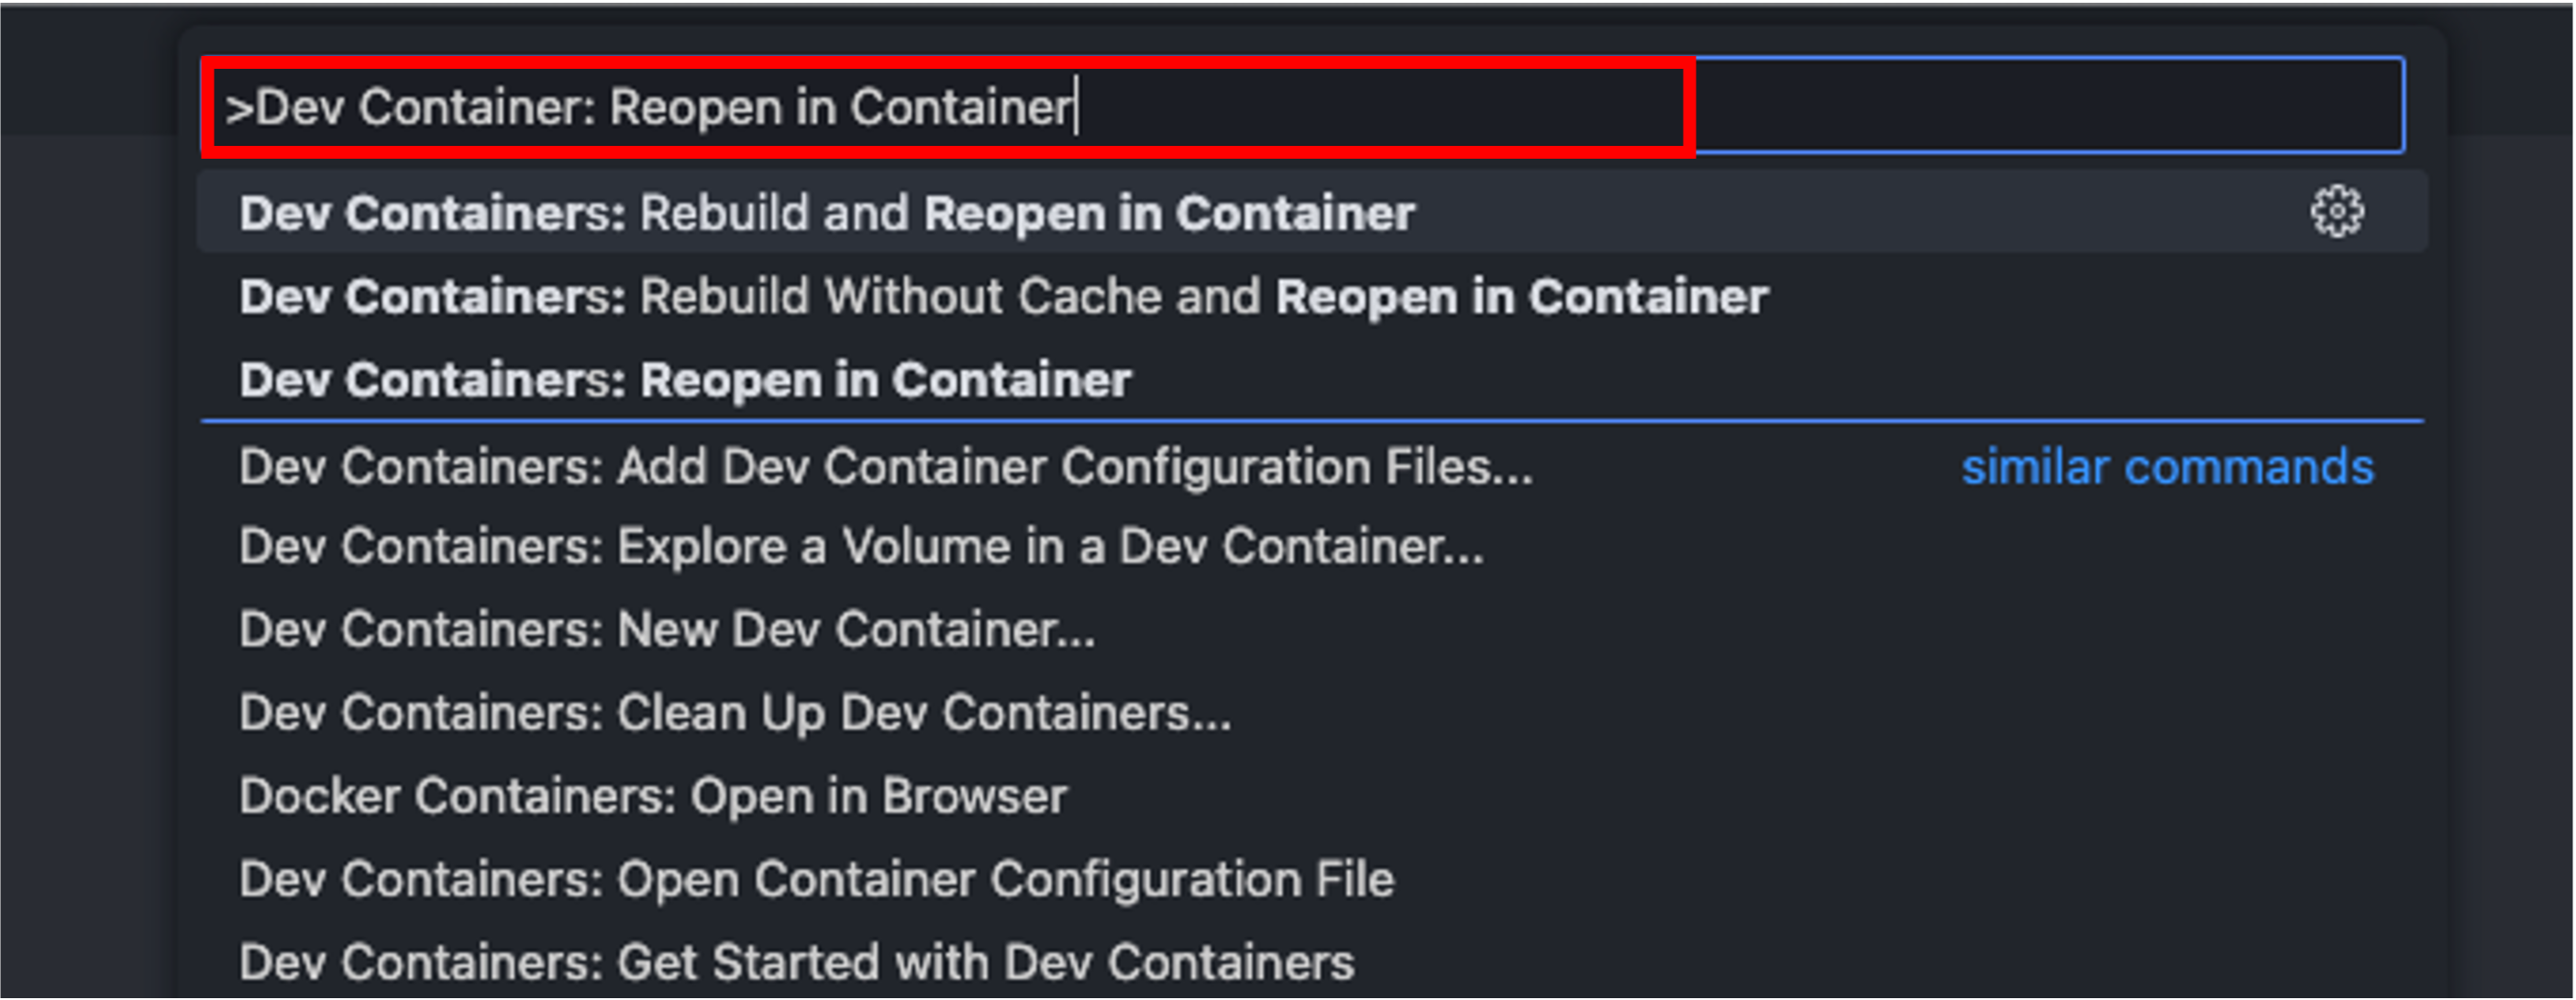 >Dev Container: Reopen in Container
Dev Containers: Rebuild and Reopen in Container
Dev Containers: Rebuild Without Cache and Reopen in Container
Dev Containers: Reopen in Container
Dev Containers: Add Dev Container Configuration Files... similar commands
Dev Containers: Explore a Volume in a Dev Container...
Dev Containers: New Dev Container...
Dev Containers: Clean Up Dev Containers...
Docker Containers: Open in Browser
Dev Containers: Open Container Configuration File
Dev Containers: Get Started with Dev Containers